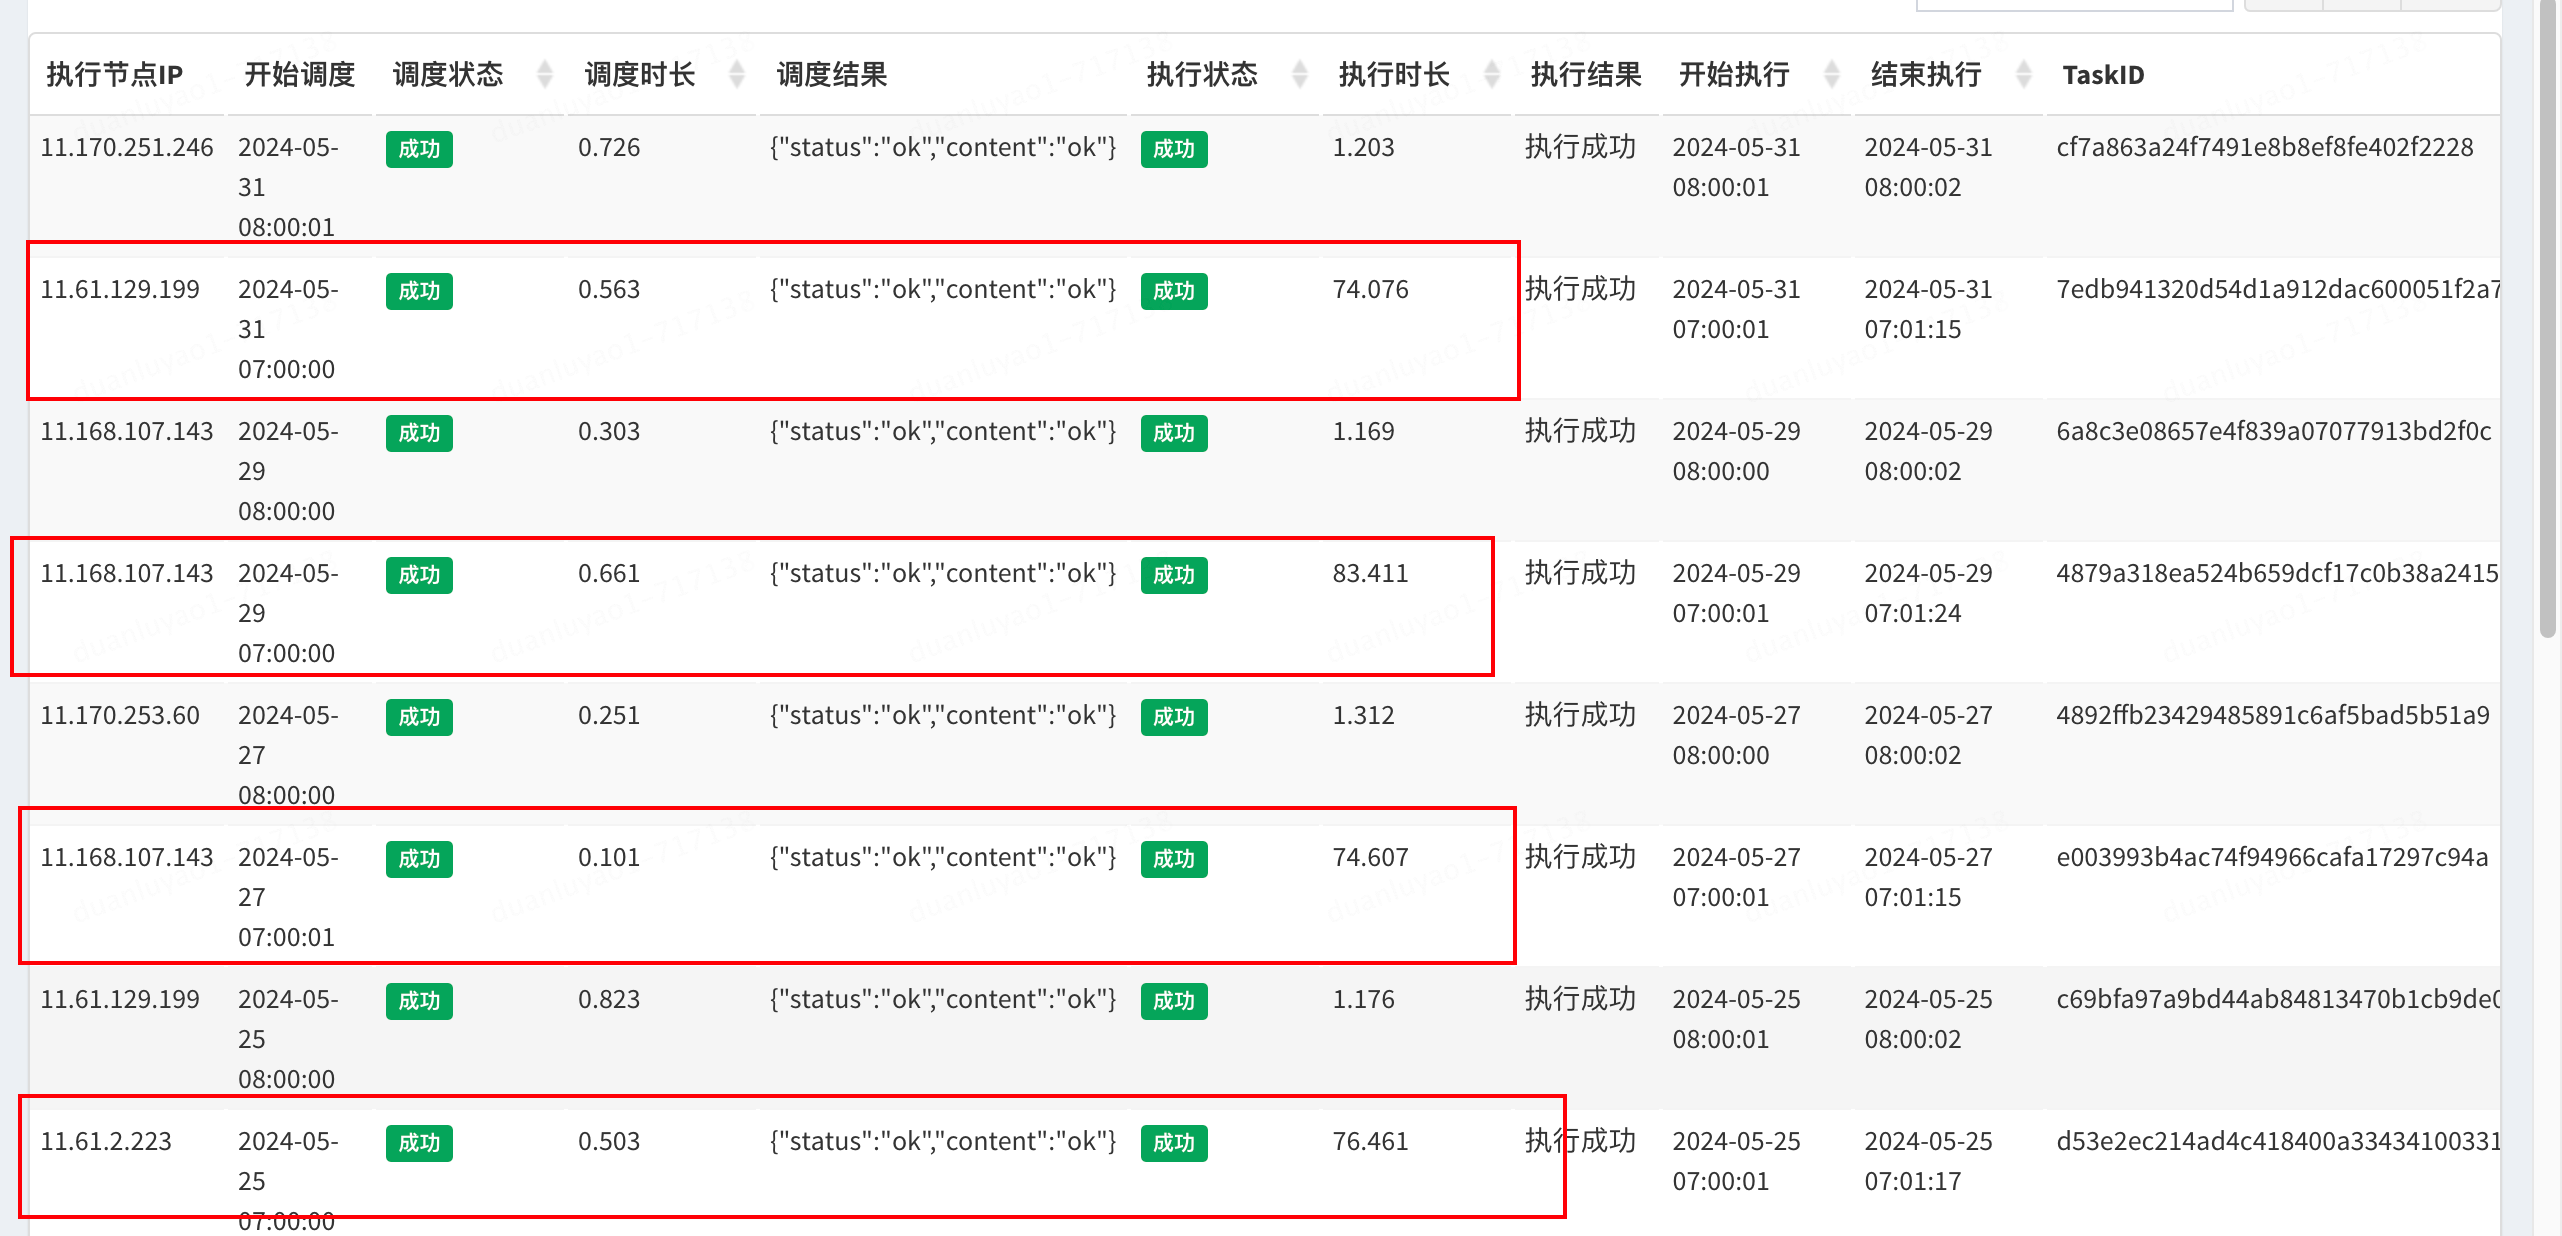 执行节点IP 开始调度 调度状态 调度时长 调度结果 执行状态 执行时长 执行结果 开始执行 结束执行 TaskID
11.170.251.246 2024-05- 成功 0.726 {"status":"ok","content":"ok"} 成功 1.203 执行成功 2024-05-31 2024-05-31 cf7a863a24f7491e8b8ef8fe402f2228
31 08:00:01 08:00:02
08:00:01
11.61.129.199 2024-05- 成功 0.563 {"status":"ok","content":"ok"} 成功 74.076 执行成功 2024-05-31 2024-05-31 7edb941320d54d1a912dac600051f2a7
31 07:00:01 07:01:15
07:00:00
11.168.107.143 2024-05- 成功 0.303 {"status":"ok","content":"ok"} 成功 1.169 执行成功 2024-05-29 2024-05-29 6a8c3e08657e4f839a07077913bd2f0c
29 08:00:00 08:00:02
08:00:00
11.168.107.143 2024-05- 成功 0.661 {"status":"ok","content":"ok"} 成功 83.411 执行成功 2024-05-29 2024-05-29 4879a318ea524b659dcf17c0b38a2415
29 07:00:01 07:01:24
07:00:00
11.170.253.60 2024-05- 成功 0.251 {"status":"ok","content":"ok"} 成功 1.312 执行成功 2024-05-27 2024-05-27 4892ffb23429485891c6af5bad5b51a9
27 08:00:00 08:00:02
08:00:00
11.168.107.143 2024-05- 成功 0.101 {"status":"ok","content":"ok"} 成功 74.607 执行成功 2024-05-27 2024-05-27 e003993b4ac74f94966cafa17297c94a
27 07:00:01 07:01:15
07:00:01
11.61.129.199 2024-05- 成功 0.823 {"status":"ok","content":"ok"} 成功 1.176 执行成功 2024-05-25 2024-05-25 c69bfa97a9bd44ab84813470b1cb9de0
25 08:00:01 08:00:02
08:00:00
11.61.2.223 2024-05- 成功 0.503 {"status":"ok","content":"ok"} 成功 76.461 执行成功 2024-05-25 2024-05-25 d53e2ec214ad4c418400a33434100331
25 07:00:01 07:01:17
07:00:00